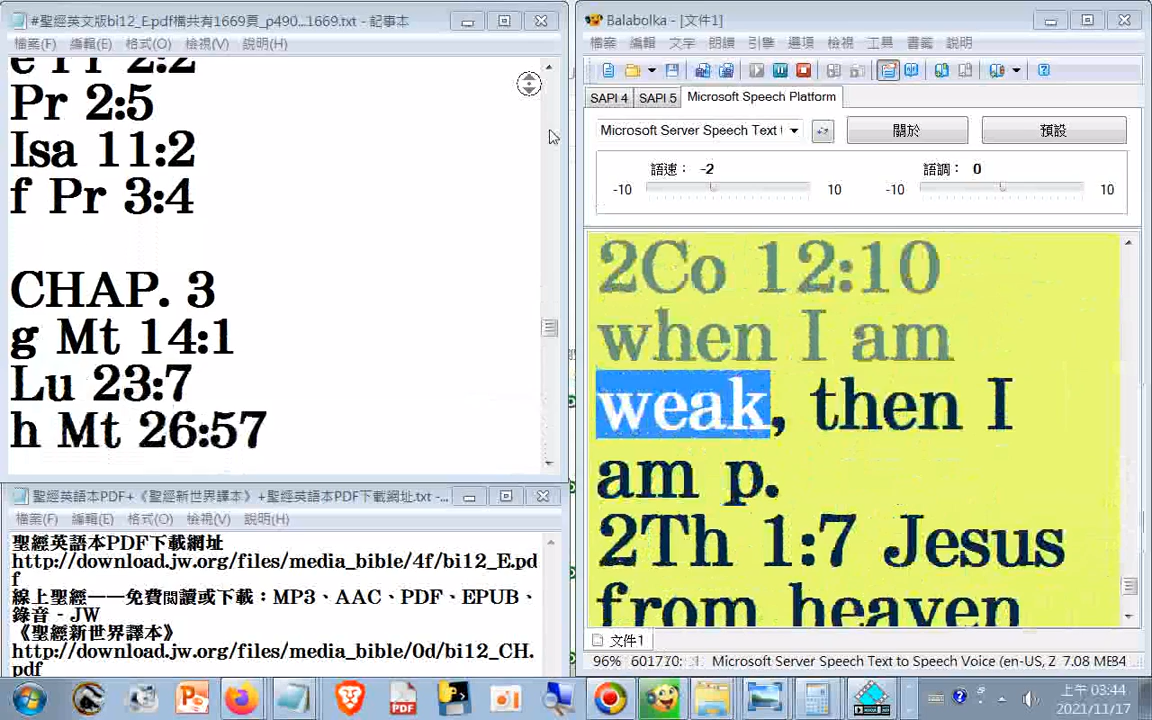 #聖經英文版bi12_E.pdf檔共有1669頁_p490...1669.txt - 記事本
檔案(F) 編輯(E) 格式(O) 檢視(V) 說明(H)
e Pr 2:2
Pr 2:5
Isa 11:2
f Pr 3:4
CHAP. 3
g Mt 14:1
Lu 23:7
h Mt 26:57
聖經英語本PDF+《聖經新世界譯本》+聖經英語本PDF下載網址.txt - ...
檔案(F) 編輯(E) 格式(O) 檢視(V) 說明(H)
聖經英語本PDF下載網址
http://download.jw.org/files/media_bible/4f/bi12_E.pd
f
線上聖經——免費閱讀或下載：MP3、AAC、PDF、EPUB、
錄音 - JW
《聖經新世界譯本》
http://download.jw.org/files/media_bible/0d/bi12_CH.
pdf
Balabolka - [文件1]
檔案 編輯 文字 朗讀 引擎 選項 檢視 工具 書籤 說明
SAPI 4 SAPI 5 Microsoft Speech Platform
Microsoft Server Speech Text 關於 預設
語速： -2 語調： 0
-10 10 -10 10
2Co 12:10
when I am
weak, then I
am p.
2Th 1:7 Jesus
from heaven
文件1
96% Microsoft Server Speech Text to Speech Voice (en-US, Z 7.08 MB
上午 03:44
2021/11/17